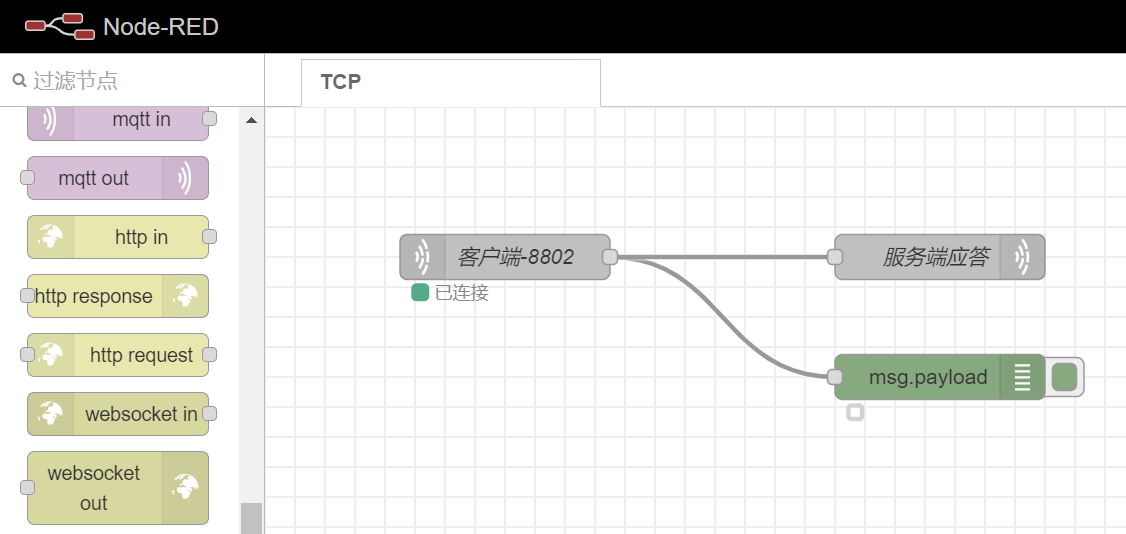 Node-RED
过滤节点
TCP
mqtt in
mqtt out
http in
http response
http request
websocket in
websocket
out
客户端-8802
已连接
服务端应答
msg.payload